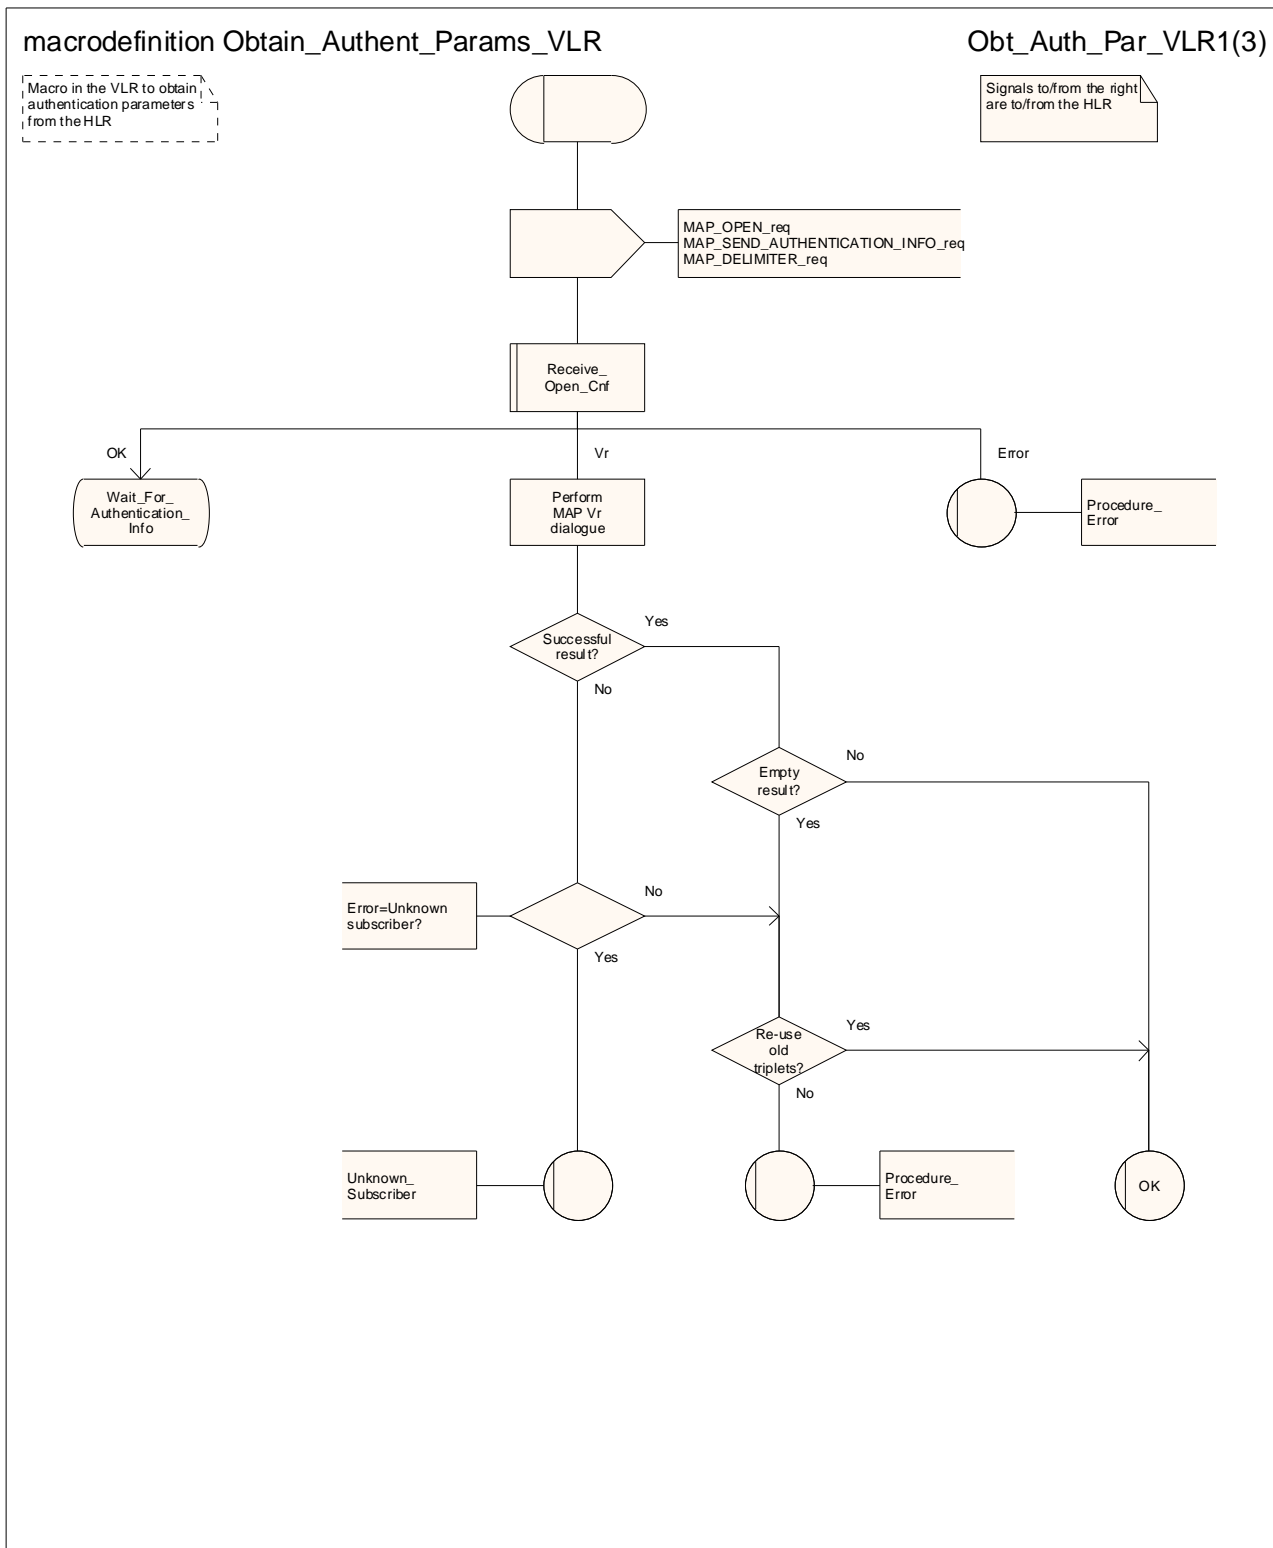 macrodefinition Obtain_Authent_Params_VLR
Obt_Auth_Par_VLR1(3)
Macro in the VLR to obtain
authentication parameters
from the HLR
Signals to/from the right
are to/from the HLR
MAP_OPEN_req
MAP_SEND_AUTHENTICATION_INFO_req
MAP_DELIMITER_req
Receive_
Open_Cnf
OK
Vr
Error
Wait_For_
Authentication_
Info
Perform
MAP Vr
dialogue
Procedure_
Error
Successful
result?
Yes
No
Empty
result?
No
Yes
Error=Unknown
subscriber?
No
Yes
Re-use
old
triplets?
Yes
No
Unknown_
Subscriber
Procedure_
Error
OK